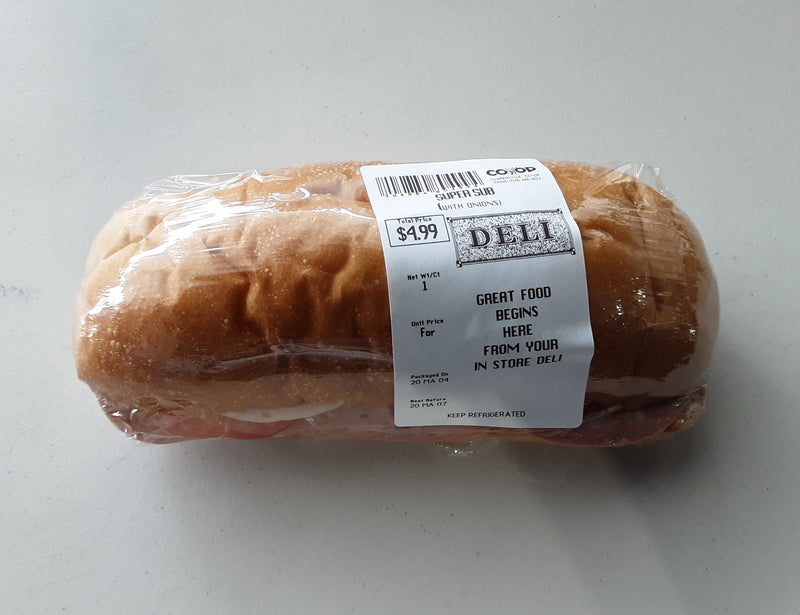 CO-OP
SUPER SUB
(WITH ONIONS)
Total Price
$4.99
DELI
Net Wt/Ct
1
Unit Price
For
GREAT FOOD
BEGINS
HERE
FROM YOUR
IN STORE DELI
Packaged On
20 MA 04
Best Before
20 MA 07
KEEP REFRIGERATED